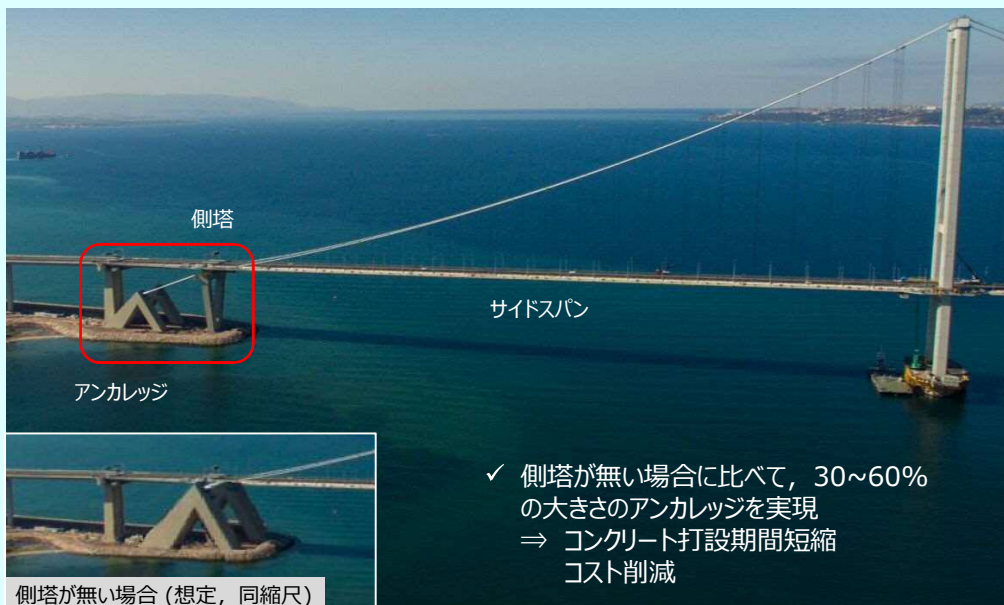 側塔
サイドスパン
アンカレッジ
✓ 側塔が無い場合に比べて，30~60%
の大きさのアンカレッジを実現
⇒ コンクリート打設期間短縮
コスト削減
側塔が無い場合 (想定，同縮尺)